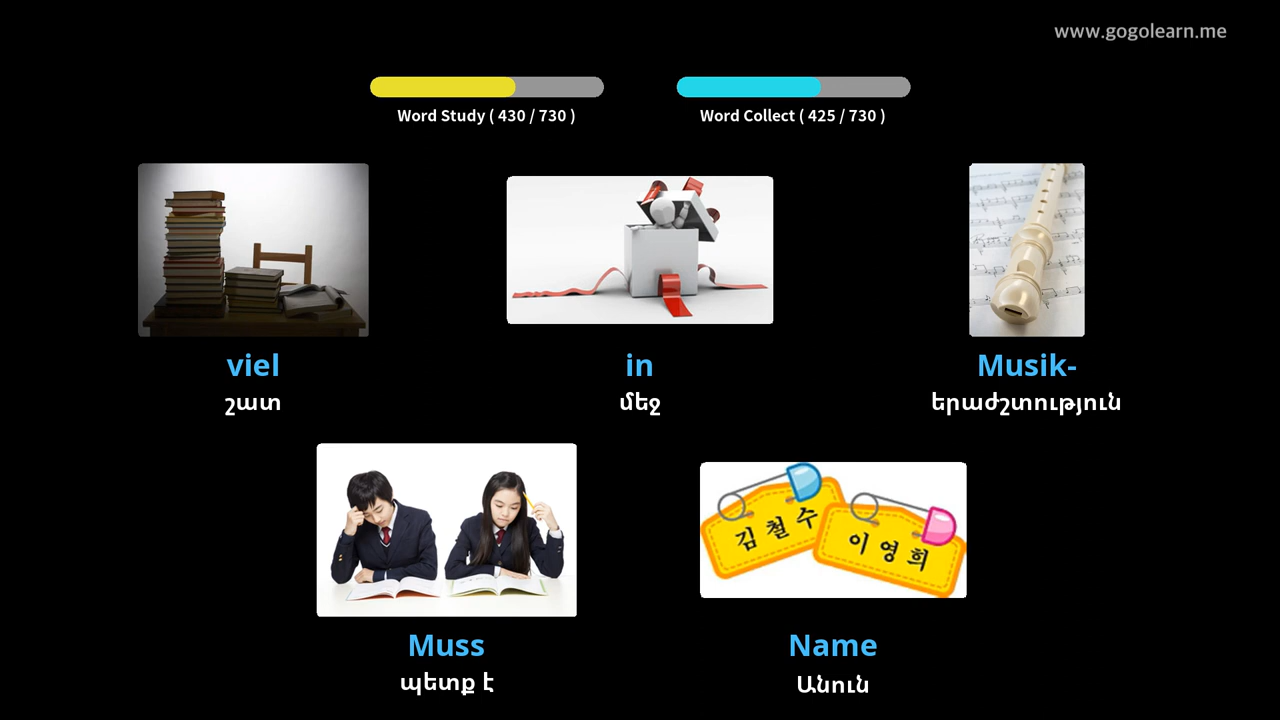 www.gogolearn.me
Word Study ( 430 / 730 )
Word Collect ( 425 / 730 )
viel
շատ
in
մեջ
Musik-
երաժշտություն
김철수
이영희
Muss
պետք է
Name
Անուն